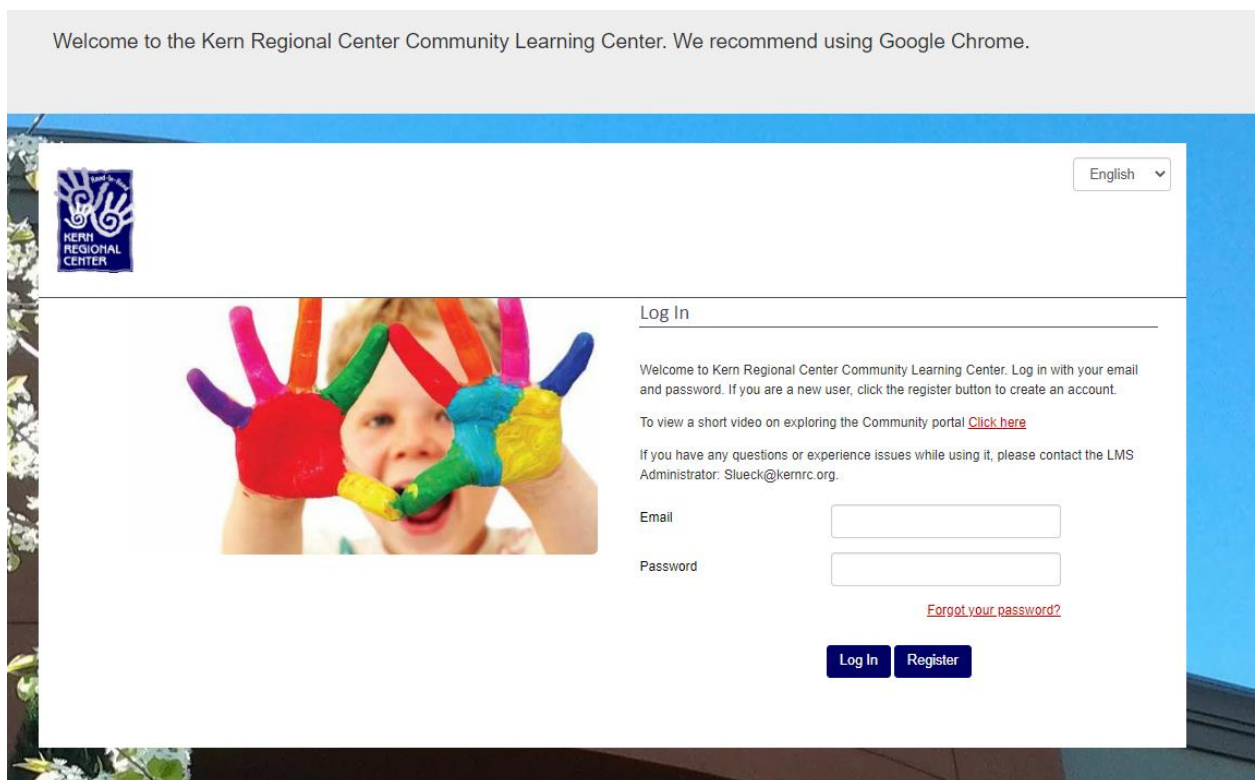 Welcome to the Kern Regional Center Community Learning Center. We recommend using Google Chrome.
Hand-in-Hand
KERN
REGIONAL
CENTER
English
Log In
Welcome to Kern Regional Center Community Learning Center. Log in with your email
and password. If you are a new user, click the register button to create an account.
To view a short video on exploring the Community portal Click here
If you have any questions or experience issues while using it, please contact the LMS
Administrator: Slueck@kernrc.org.
Email
Password
Forgot your password?
Log In Register